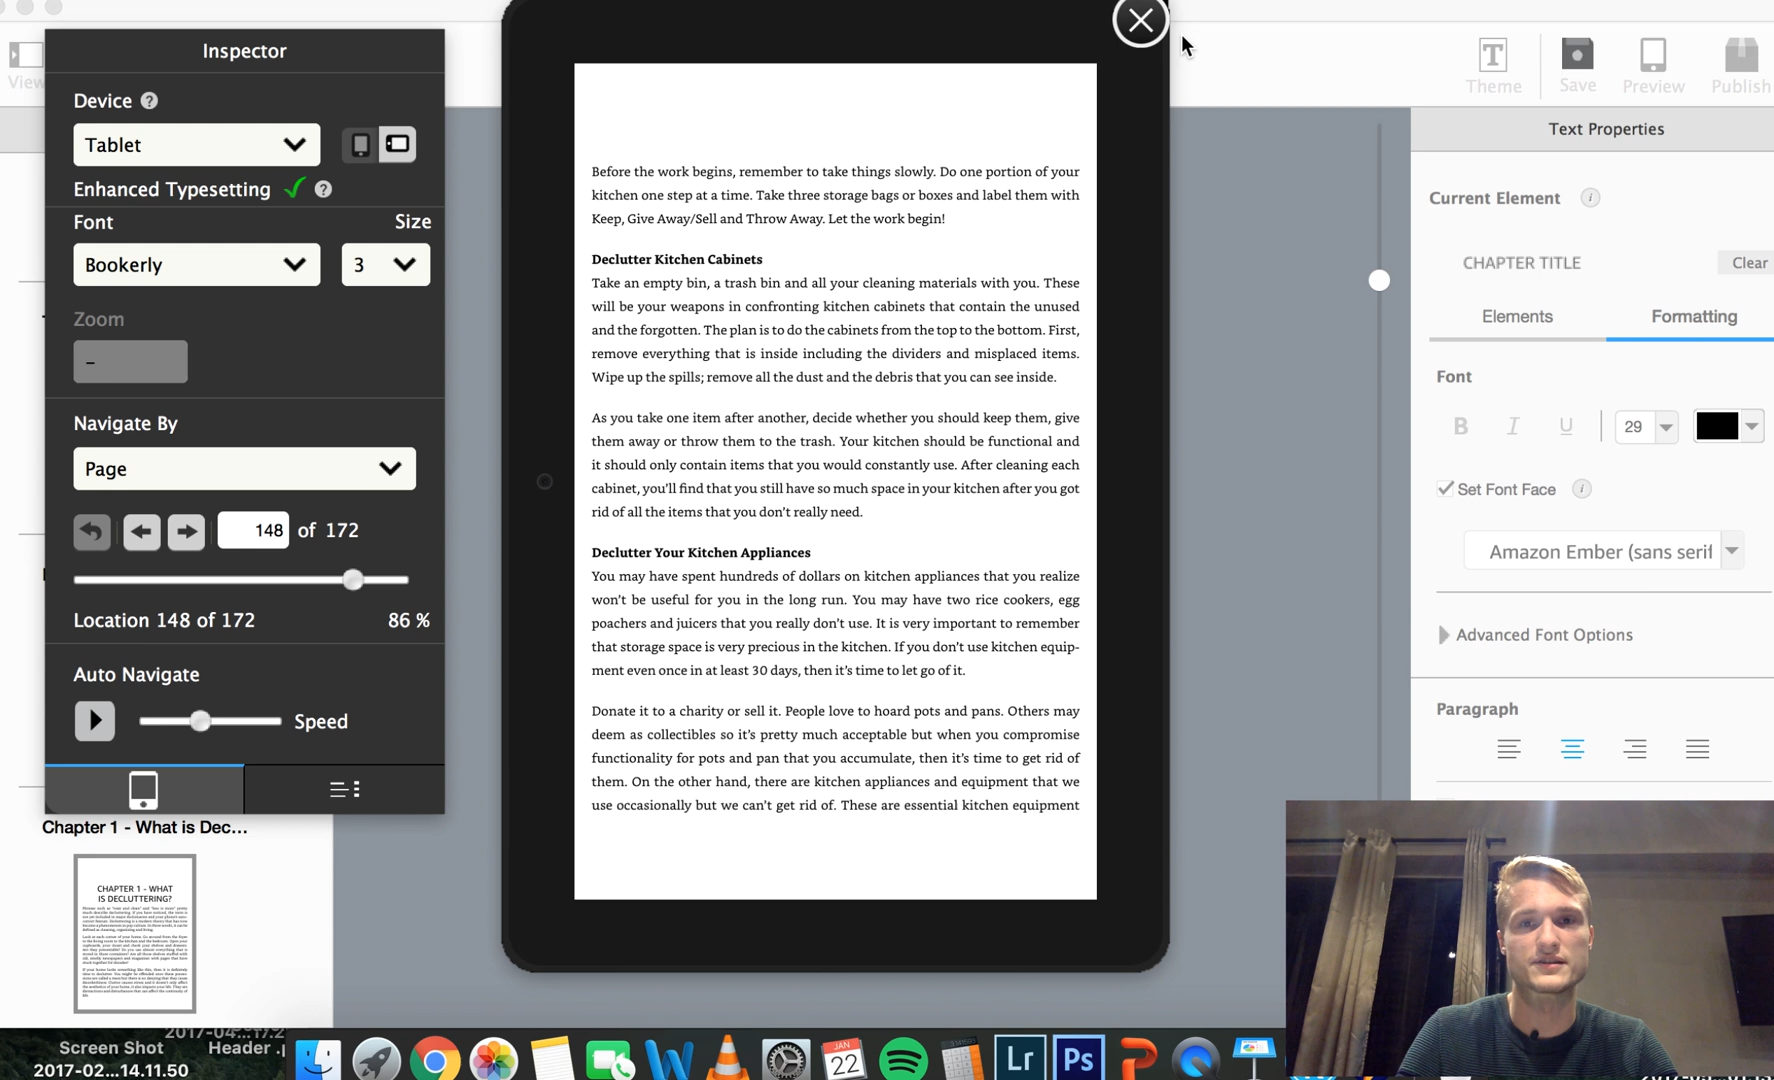 Inspector
Device ?
Tablet
Enhanced Typesetting ?
Font Size
Bookerly 3
Zoom
–
Navigate By
Page
148 of 172
Location 148 of 172 86 %
Auto Navigate
Speed
View
Chapter 1 - What is Dec...
CHAPTER 1 - WHAT
IS DECLUTTERING?
Before the work begins, remember to take things slowly. Do one portion of your
kitchen one step at a time. Take three storage bags or boxes and label them with
Keep, Give Away/Sell and Throw Away. Let the work begin!
Declutter Kitchen Cabinets
Take an empty bin, a trash bin and all your cleaning materials with you. These
will be your weapons in confronting kitchen cabinets that contain the unused
and the forgotten. The plan is to do the cabinets from the top to the bottom. First,
remove everything that is inside including the dividers and misplaced items.
Wipe up the spills; remove all the dust and the debris that you can see inside.
As you take one item after another, decide whether you should keep them, give
them away or throw them to the trash. Your kitchen should be functional and
it should only contain items that you would constantly use. After cleaning each
cabinet, you’ll find that you still have so much space in your kitchen after you got
rid of all the items that you don’t really need.
Declutter Your Kitchen Appliances
You may have spent hundreds of dollars on kitchen appliances that you realize
won’t be useful for you in the long run. You may have two rice cookers, egg
poachers and juicers that you really don’t use. It is very important to remember
that storage space is very precious in the kitchen. If you don’t use kitchen equip-
ment even once in at least 30 days, then it’s time to let go of it.
Donate it to a charity or sell it. People love to hoard pots and pans. Others may
deem as collectibles so it’s pretty much acceptable but when you compromise
functionality for pots and pan that you accumulate, then it’s time to get rid of
them. On the other hand, there are kitchen appliances and equipment that we
use occasionally but we can’t get rid of. These are essential kitchen equipment
Theme Save Preview Publish
Text Properties
Current Element i
CHAPTER TITLE Clear
Elements Formatting
Font
B I U 29
Set Font Face i
Amazon Ember (sans serif
Advanced Font Options
Paragraph
Screen Shot
2017-02...14.11.50
Header
JAN
22
Lr Ps